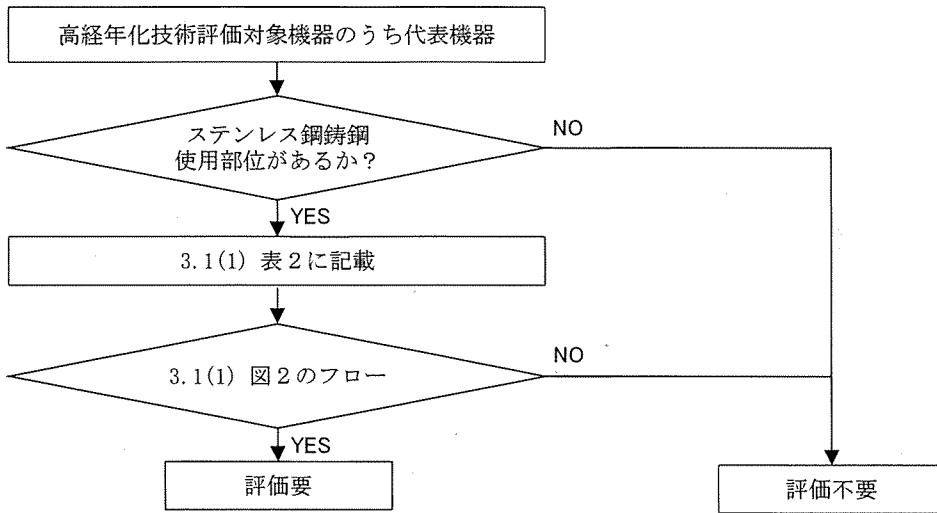 高経年化技術評価対象機器のうち代表機器
ステンレス鋼鋳鋼
使用部位があるか？
NO
YES
3.1(1) 表２に記載
3.1(1) 図２のフロー
NO
YES
評価要
評価不要